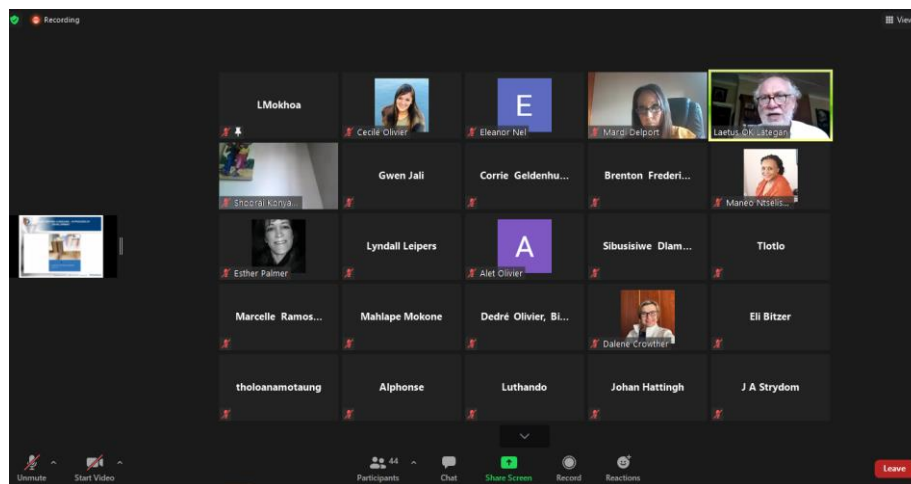 Recording
View
LMokhoa
Cecile Olivier
E
Eleanor Nel
Mardi Delport
Laetus OK Lategan
Shoorai Konya...
Gwen Jali
Corrie Geldenhu...
Brenton Frederi...
Maneo Ntselis...
Esther Palmer
Lyndall Leipers
A
Alet Olivier
Sibusisiwe Dlam...
Tlotlo
Marcelle Ramos...
Mahlape Mokone
Dedré Olivier, Bi...
Dalene Crowther
Eli Bitzer
tholoanamotaung
Alphonse
Luthando
Johan Hattingh
J A Strydom
Unmute
Start Video
44
Participants
Chat
Share Screen
Record
Reactions
Leave